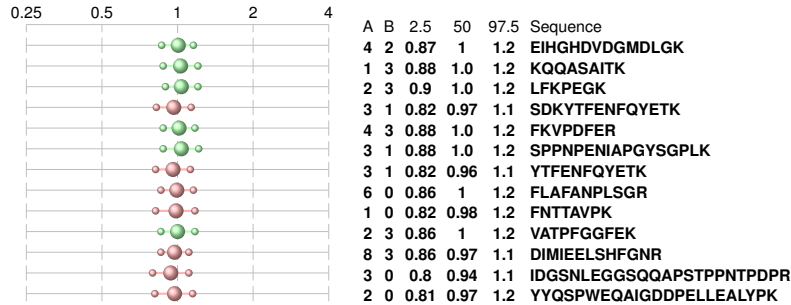 0.25 0.5 1 2 4
A B 2.5 50 97.5 Sequence
4 2 0.87 1 1.2 EIHGHDVDGMDLGK
1 3 0.88 1.0 1.2 KQQASAITK
2 3 0.9 1.0 1.2 LFKPEGK
3 1 0.82 0.97 1.1 SDKYTFENFQYETK
4 3 0.88 1.0 1.2 FKVPDFER
3 1 0.88 1.0 1.2 SPPNPENIAPGYSGPLK
3 1 0.82 0.96 1.1 YTFENFQYETK
6 0 0.86 1 1.2 FLAFANPLSGR
1 0 0.82 0.98 1.2 FNTTAVPK
2 3 0.86 1 1.2 VATPFGGFEK
8 3 0.86 0.97 1.1 DIMIEELSHFGNR
3 0 0.8 0.94 1.1 IDGSNLEGGSQQAPSTPPNTPDPR
2 0 0.81 0.97 1.2 YYQSPWEQAIGDDPELLEALYPK